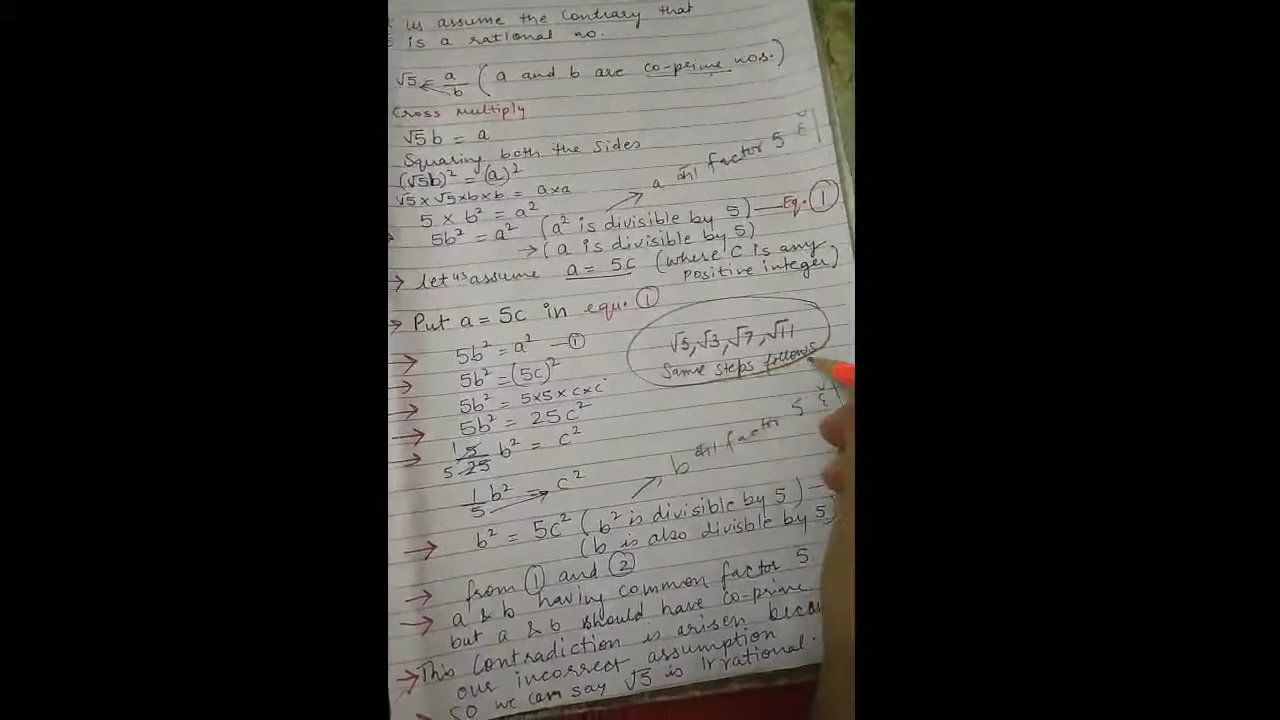 us assume the contrary that
is a rational no.
√5 = a/b (a and b are co-prime nos.)
Cross multiply
√5b = a
Squaring both the sides
(√5b)² = (a)²
√5 × √5 × b × b = a×a
5 × b² = a²
a का factor 5 है
5b² = a² (a² is divisible by 5) — Eq. ①
→ (a is divisible by 5)
→ let us assume a = 5c (where C is any
positive integer)
→ Put a = 5c in equ. ①
→ 5b² = a² — ①
→ 5b² = (5c)²
→ 5b² = 5×5×c×c
→ 5b² = 25c²
→ 5/25 b² = c²
1/5 b² = c²
√5, √3, √7, √11
Same steps follows
b का factor 5 है
→ b² = 5c² (b² is divisible by 5) —
(b is also divisble by 5)
→ from ① and ②
→ a & b having common factor 5
but a & b should have co-prime
→ This contradiction is arisen
our incorrect assumption
→ So we can say √5 is Irrational.